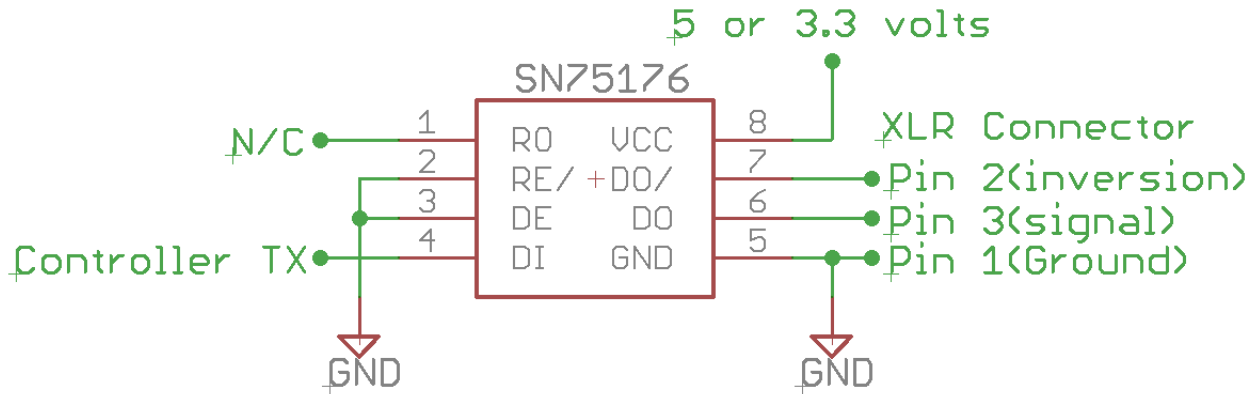 5 or 3.3 volts
SN75176
N/C 1 RO VCC 8 XLR Connector
2 RE/ DO/ 7 Pin 2(inversion)
3 DE DO 6 Pin 3(signal)
Controller TX 4 DI GND 5 Pin 1(Ground)
GND GND